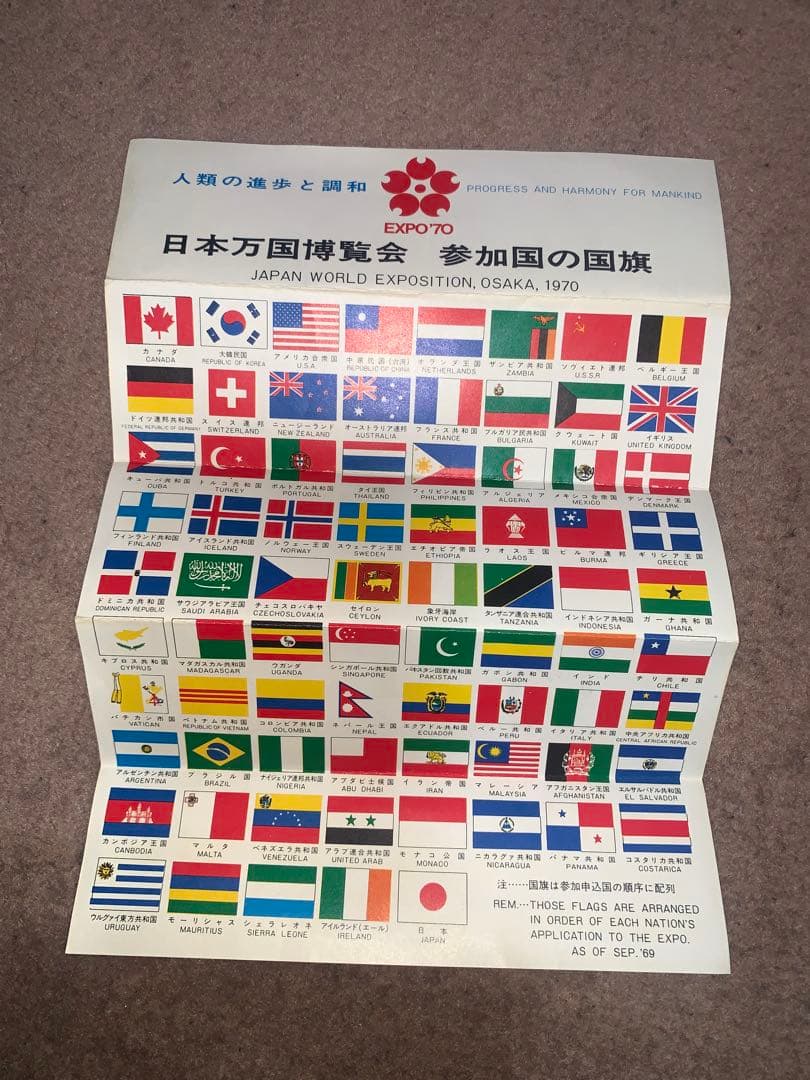 人類の進歩と調和
PROGRESS AND HARMONY FOR MANKIND
EXPO'70
日本万国博覧会 参加国の国旗
JAPAN WORLD EXPOSITION, OSAKA, 1970
カナダ
CANADA
大韓民国
REPUBLIC OF KOREA
アメリカ合衆国
U.S.A
中華民国(台湾)
REPUBLIC OF CHINA
オランダ王国
NETHERLANDS
ザンビア共和国
ZAMBIA
ソヴィエト連邦
U.S.S.R
ベルギー王国
BELGIUM
ドイツ連邦共和国
FEDERAL REPUBLIC OF GERMANY
スイス連邦
SWITZERLAND
ニュージーランド
NEW ZEALAND
オーストラリア連邦
AUSTRALIA
フランス共和国
FRANCE
ブルガリア民共和国
BULGARIA
クウェート国
KUWAIT
イギリス
UNITED KINGDOM
キューバ共和国
CUBA
トルコ共和国
TURKEY
ポルトガル共和国
PORTUGAL
タイ王国
THAILAND
フィリピン共和国
PHILIPPINES
アルジェリア
ALGERIA
メキシコ合衆国
MEXICO
デンマーク王国
DENMARK
フィンランド共和国
FINLAND
アイスランド共和国
ICELAND
ノルウェー王国
NORWAY
スウェーデン王国
SWEDEN
エチオピア帝国
ETHIOPIA
ラオス王国
LAOS
ビルマ連邦
BURMA
ギリシア王国
GREECE
ドミニカ共和国
DOMINICAN REPUBLIC
サウジアラビア王国
SAUDI ARABIA
チェコスロバキヤ
CZECHOSLOVAKIA
セイロン
CEYLON
象牙海岸
IVORY COAST
タンザニア連合共和国
TANZANIA
インドネシア共和国
INDONESIA
ガーナ共和国
GHANA
キプロス共和国
CYPRUS
マダガスカル共和国
MADAGASCAR
ウガンダ
UGANDA
シンガポール共和国
SINGAPORE
パキスタン回教共和国
PAKISTAN
ガボン共和国
GABON
インド
INDIA
チリ共和国
CHILE
バチカン市国
VATICAN
ベトナム共和国
REPUBLIC OF VIETNAM
コロンビア共和国
COLOMBIA
ネパール王国
NEPAL
エクアドル共和国
ECUADOR
ペルー共和国
PERU
イタリア共和国
ITALY
中央アフリカ共和国
CENTRAL AFRICAN REPUBLIC
アルゼンチン共和国
ARGENTINA
ブラジル国
BRAZIL
ナイジェリア連邦共和国
NIGERIA
アブダビ土侯国
ABU DHABI
イラン帝国
IRAN
マレーシア
MALAYSIA
アフガニスタン王国
AFGHANISTAN
エルサルバドル共和国
EL SALVADOR
カンボジア王国
CANBODIA
マルタ
MALTA
ベネズエラ共和国
VENEZUELA
アラブ連合共和国
UNITED ARAB
モナコ公国
MONACO
ニカラグァ共和国
NICARAGUA
パナマ共和国
PANAMA
コスタリカ共和国
COSTARICA
ウルグァイ東方共和国
URUGUAY
モーリシャス
MAURITIUS
シェラレオネ
SIERRA LEONE
アイルランド(エール)
IRELAND
日本
JAPAN
注……国旗は参加申込国の順序に配列
REM.…THOSE FLAGS ARE ARRANGED
IN ORDER OF EACH NATION'S
APPLICATION TO THE EXPO.
AS OF SEP.'69